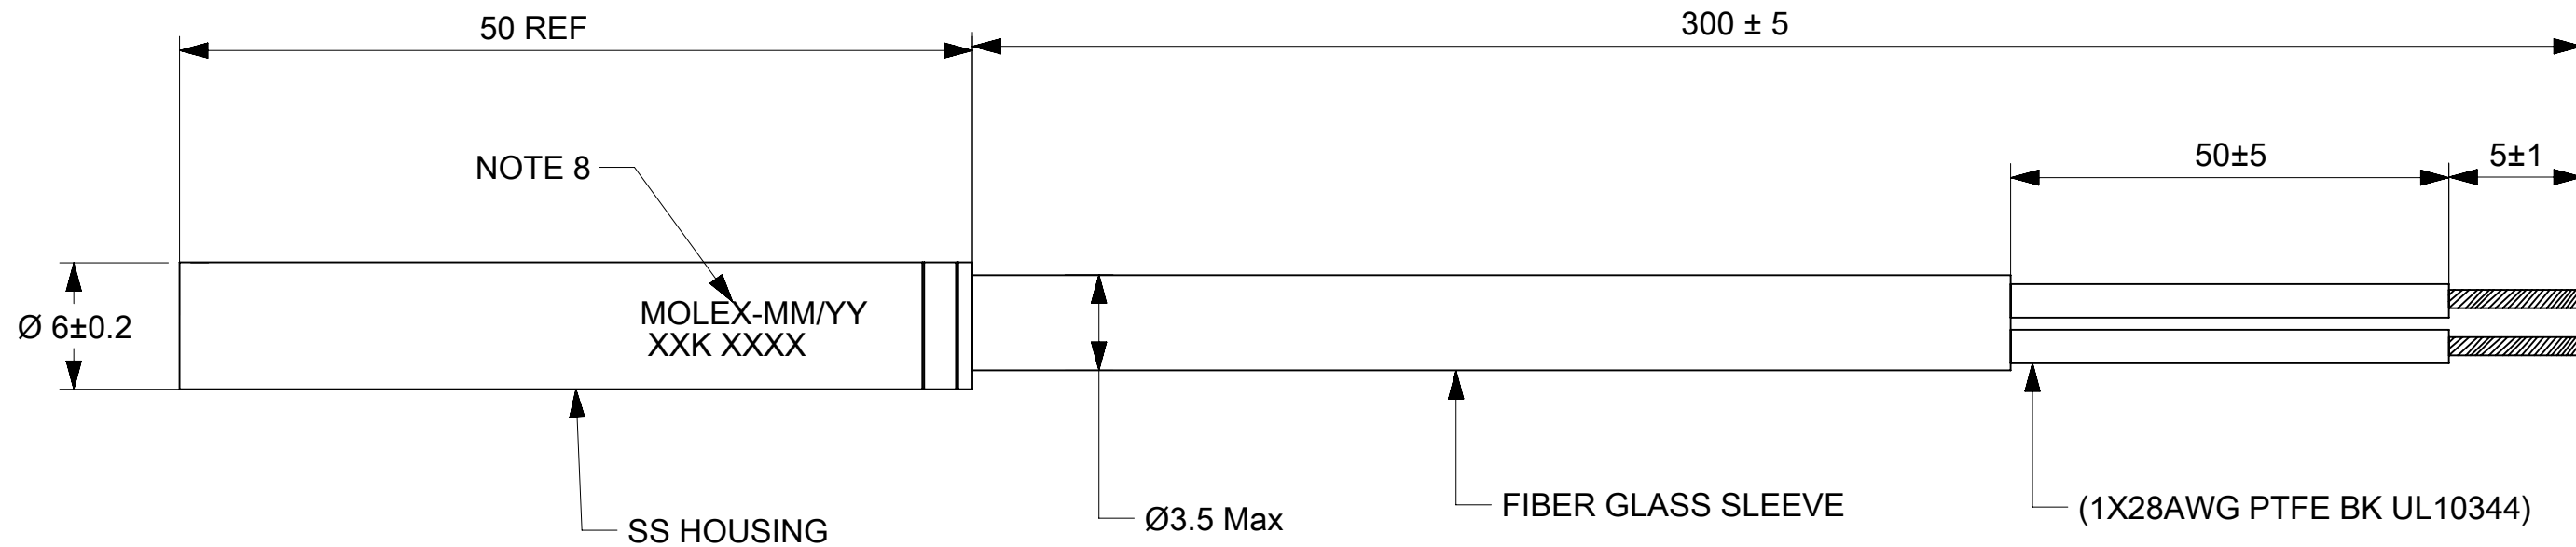 50 REF
300 ± 5
NOTE 8
50±5
5±1
MOLEX-MM/YY
XXK XXXX
Ø 6±0.2
SS HOUSING
Ø3.5 Max
FIBER GLASS SLEEVE
(1X28AWG PTFE BK UL10344)